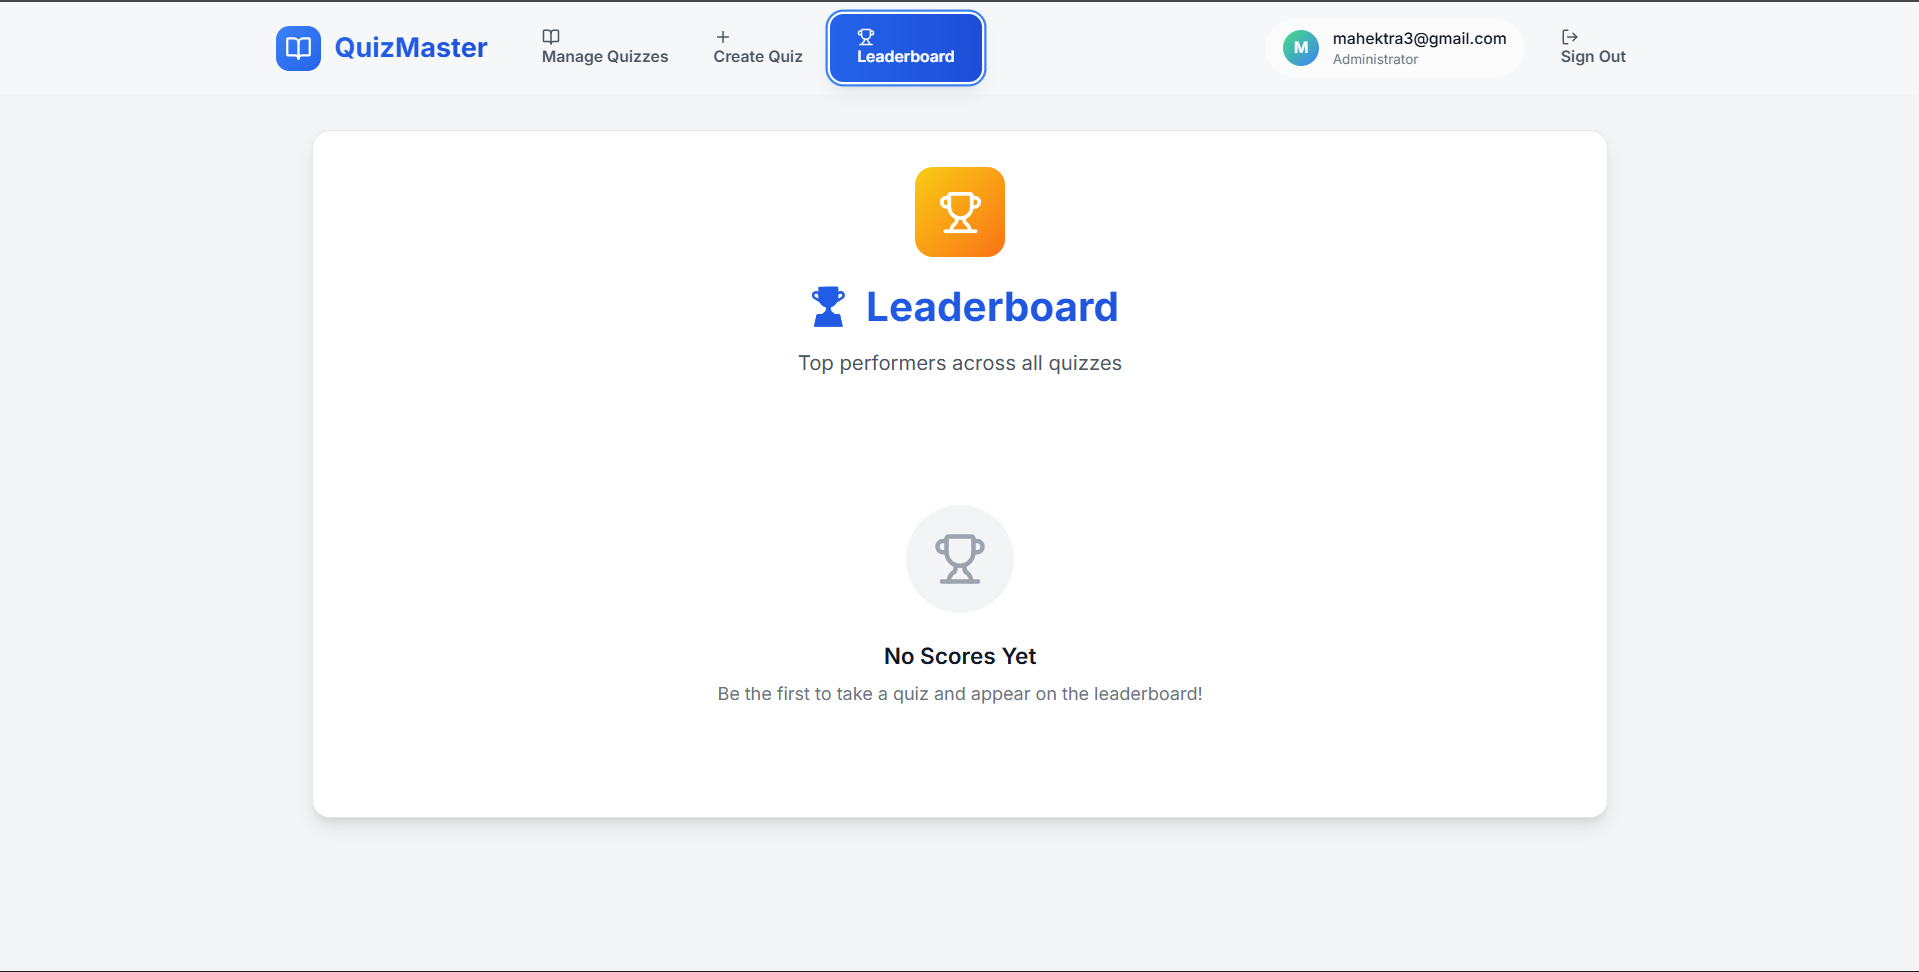 QuizMaster
Manage Quizzes
Create Quiz
Leaderboard
M
mahektra3@gmail.com
Administrator
Sign Out
Leaderboard
Top performers across all quizzes
No Scores Yet
Be the first to take a quiz and appear on the leaderboard!